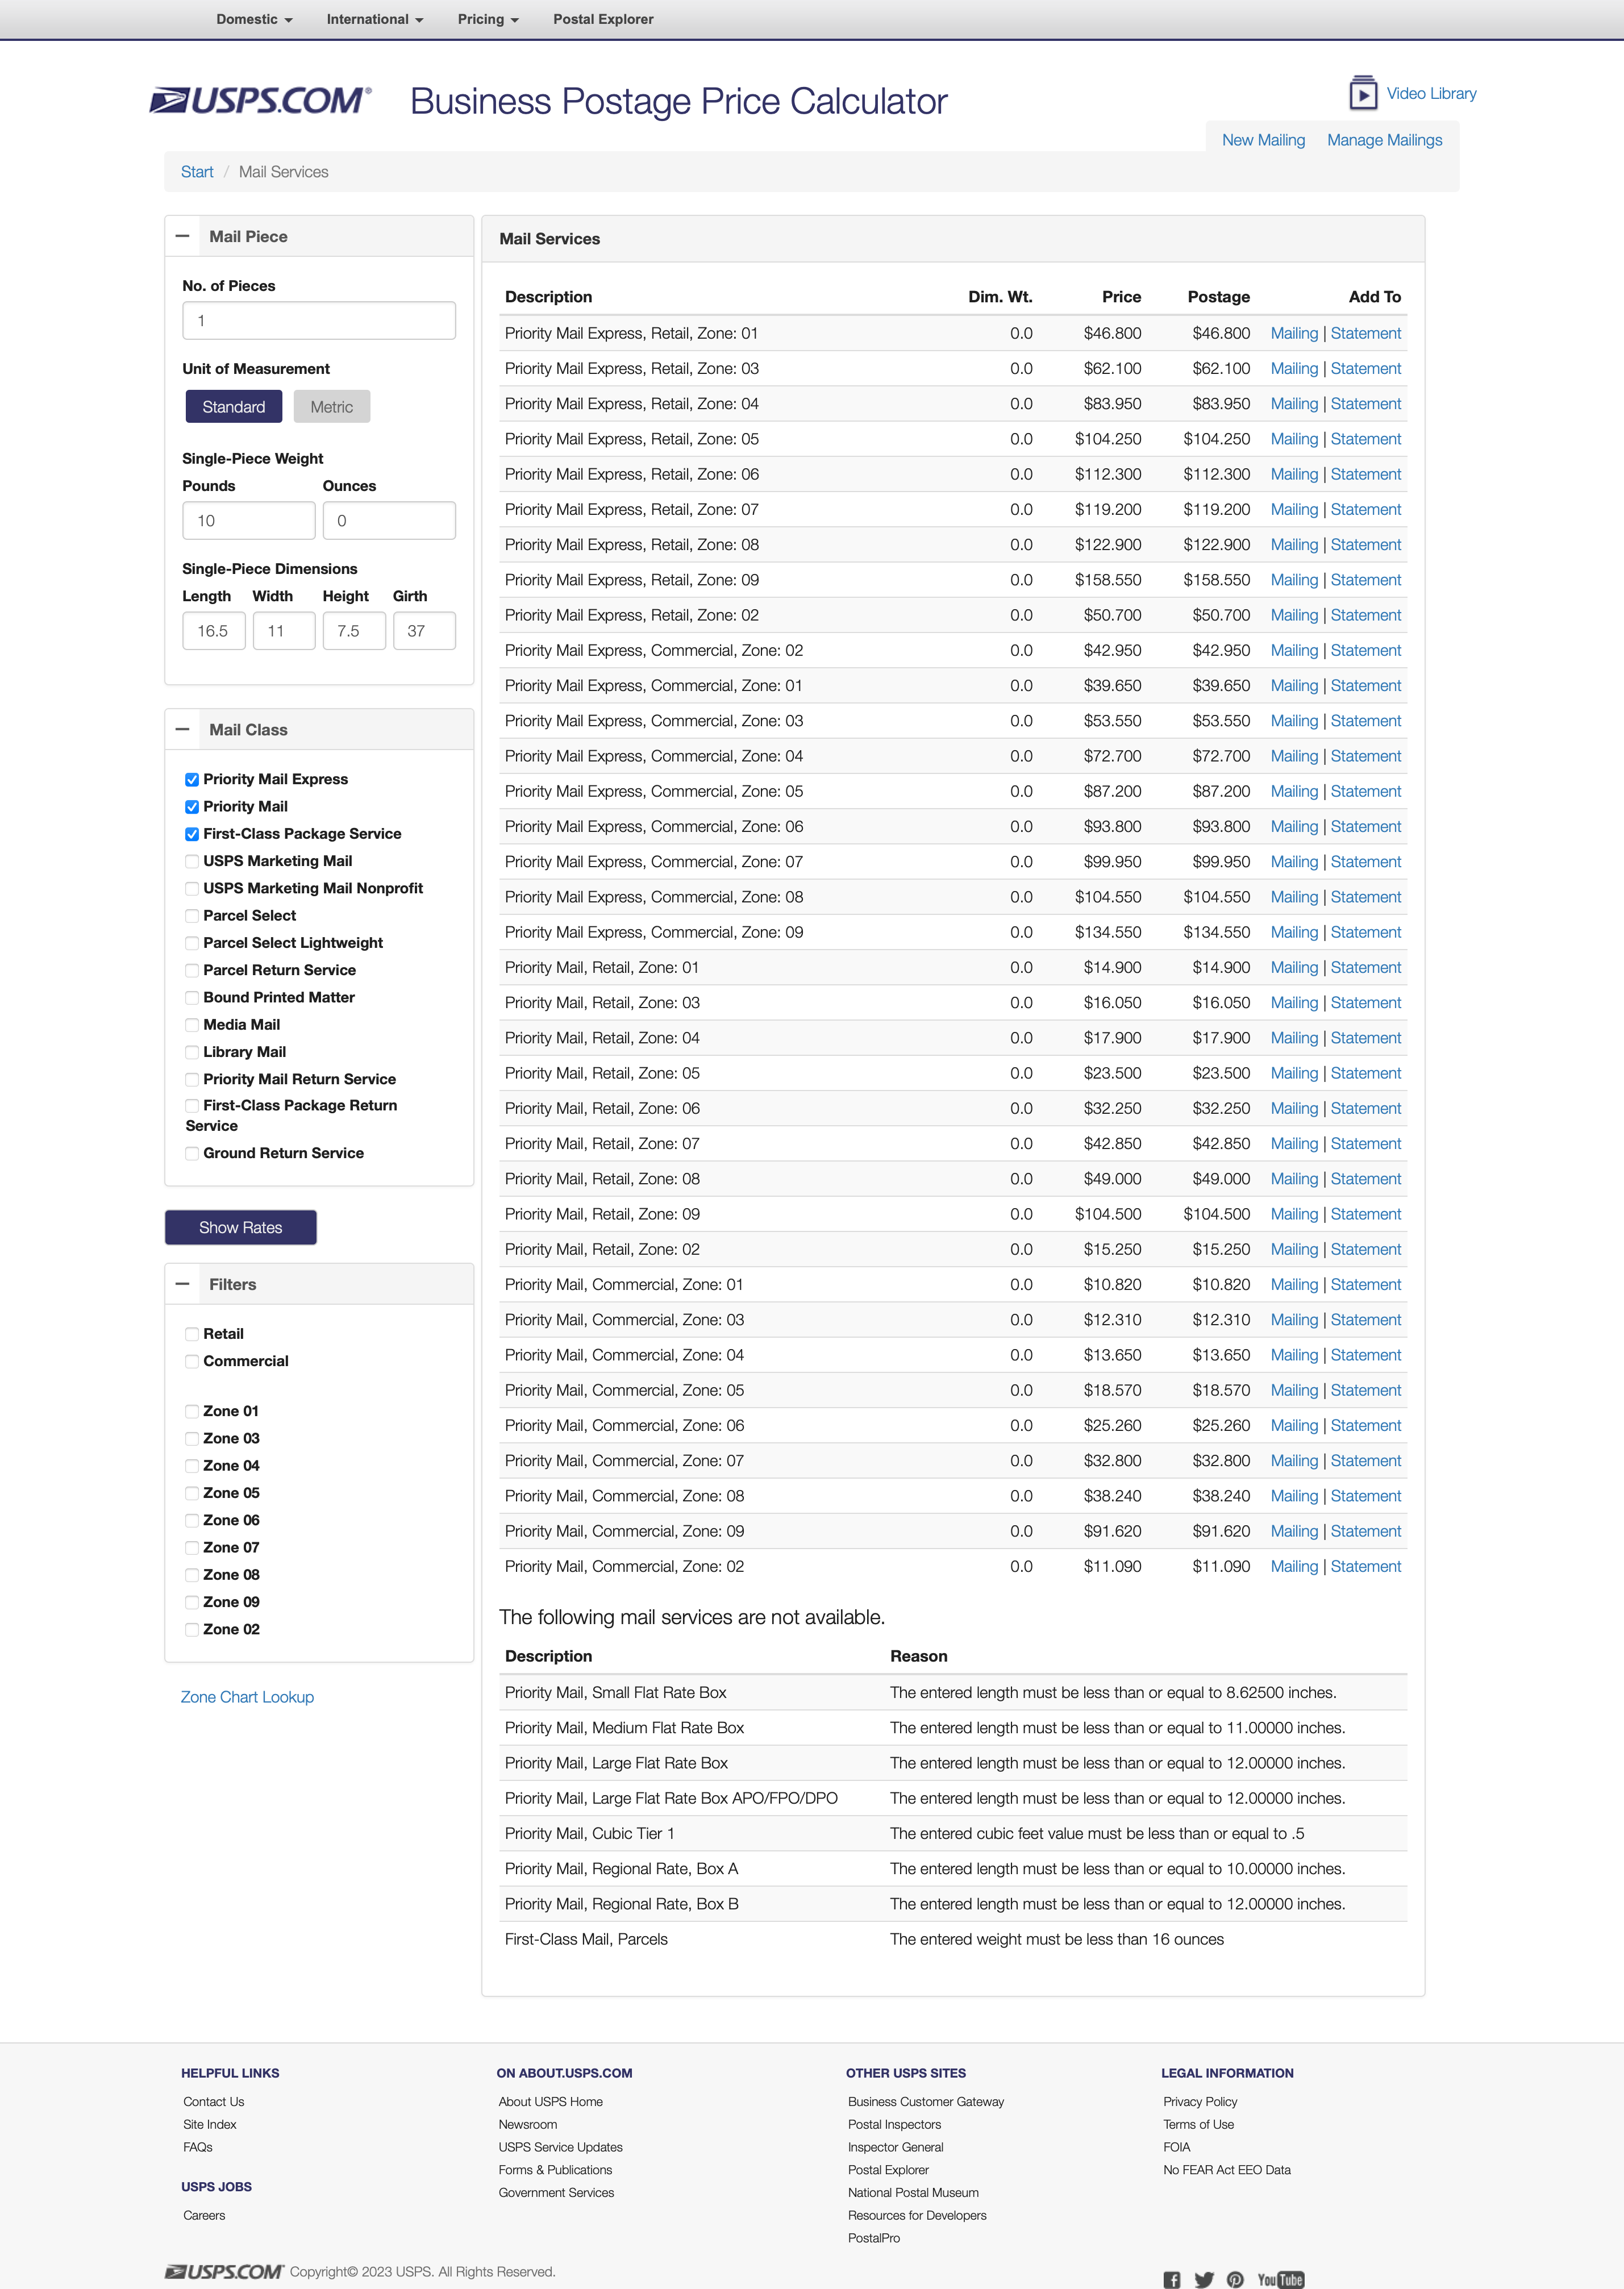 Domestic International Pricing Postal Explorer
USPS.COM® Business Postage Price Calculator
Video Library
New Mailing Manage Mailings
Start / Mail Services
Mail Piece
No. of Pieces
1
Unit of Measurement
Standard Metric
Single-Piece Weight
Pounds Ounces
10 0
Single-Piece Dimensions
Length Width Height Girth
16.5 11 7.5 37
Mail Class
Priority Mail Express
Priority Mail
First-Class Package Service
USPS Marketing Mail
USPS Marketing Mail Nonprofit
Parcel Select
Parcel Select Lightweight
Parcel Return Service
Bound Printed Matter
Media Mail
Library Mail
Priority Mail Return Service
First-Class Package Return
Service
Ground Return Service
Show Rates
Filters
Retail
Commercial
Zone 01
Zone 03
Zone 04
Zone 05
Zone 06
Zone 07
Zone 08
Zone 09
Zone 02
Zone Chart Lookup
Mail Services
Description Dim. Wt. Price Postage Add To
Priority Mail Express, Retail, Zone: 01 0.0 $46.800 $46.800 Mailing | Statement
Priority Mail Express, Retail, Zone: 03 0.0 $62.100 $62.100 Mailing | Statement
Priority Mail Express, Retail, Zone: 04 0.0 $83.950 $83.950 Mailing | Statement
Priority Mail Express, Retail, Zone: 05 0.0 $104.250 $104.250 Mailing | Statement
Priority Mail Express, Retail, Zone: 06 0.0 $112.300 $112.300 Mailing | Statement
Priority Mail Express, Retail, Zone: 07 0.0 $119.200 $119.200 Mailing | Statement
Priority Mail Express, Retail, Zone: 08 0.0 $122.900 $122.900 Mailing | Statement
Priority Mail Express, Retail, Zone: 09 0.0 $158.550 $158.550 Mailing | Statement
Priority Mail Express, Retail, Zone: 02 0.0 $50.700 $50.700 Mailing | Statement
Priority Mail Express, Commercial, Zone: 02 0.0 $42.950 $42.950 Mailing | Statement
Priority Mail Express, Commercial, Zone: 01 0.0 $39.650 $39.650 Mailing | Statement
Priority Mail Express, Commercial, Zone: 03 0.0 $53.550 $53.550 Mailing | Statement
Priority Mail Express, Commercial, Zone: 04 0.0 $72.700 $72.700 Mailing | Statement
Priority Mail Express, Commercial, Zone: 05 0.0 $87.200 $87.200 Mailing | Statement
Priority Mail Express, Commercial, Zone: 06 0.0 $93.800 $93.800 Mailing | Statement
Priority Mail Express, Commercial, Zone: 07 0.0 $99.950 $99.950 Mailing | Statement
Priority Mail Express, Commercial, Zone: 08 0.0 $104.550 $104.550 Mailing | Statement
Priority Mail Express, Commercial, Zone: 09 0.0 $134.550 $134.550 Mailing | Statement
Priority Mail, Retail, Zone: 01 0.0 $14.900 $14.900 Mailing | Statement
Priority Mail, Retail, Zone: 03 0.0 $16.050 $16.050 Mailing | Statement
Priority Mail, Retail, Zone: 04 0.0 $17.900 $17.900 Mailing | Statement
Priority Mail, Retail, Zone: 05 0.0 $23.500 $23.500 Mailing | Statement
Priority Mail, Retail, Zone: 06 0.0 $32.250 $32.250 Mailing | Statement
Priority Mail, Retail, Zone: 07 0.0 $42.850 $42.850 Mailing | Statement
Priority Mail, Retail, Zone: 08 0.0 $49.000 $49.000 Mailing | Statement
Priority Mail, Retail, Zone: 09 0.0 $104.500 $104.500 Mailing | Statement
Priority Mail, Retail, Zone: 02 0.0 $15.250 $15.250 Mailing | Statement
Priority Mail, Commercial, Zone: 01 0.0 $10.820 $10.820 Mailing | Statement
Priority Mail, Commercial, Zone: 03 0.0 $12.310 $12.310 Mailing | Statement
Priority Mail, Commercial, Zone: 04 0.0 $13.650 $13.650 Mailing | Statement
Priority Mail, Commercial, Zone: 05 0.0 $18.570 $18.570 Mailing | Statement
Priority Mail, Commercial, Zone: 06 0.0 $25.260 $25.260 Mailing | Statement
Priority Mail, Commercial, Zone: 07 0.0 $32.800 $32.800 Mailing | Statement
Priority Mail, Commercial, Zone: 08 0.0 $38.240 $38.240 Mailing | Statement
Priority Mail, Commercial, Zone: 09 0.0 $91.620 $91.620 Mailing | Statement
Priority Mail, Commercial, Zone: 02 0.0 $11.090 $11.090 Mailing | Statement
The following mail services are not available.
Description Reason
Priority Mail, Small Flat Rate Box The entered length must be less than or equal to 8.62500 inches.
Priority Mail, Medium Flat Rate Box The entered length must be less than or equal to 11.00000 inches.
Priority Mail, Large Flat Rate Box The entered length must be less than or equal to 12.00000 inches.
Priority Mail, Large Flat Rate Box APO/FPO/DPO The entered length must be less than or equal to 12.00000 inches.
Priority Mail, Cubic Tier 1 The entered cubic feet value must be less than or equal to .5
Priority Mail, Regional Rate, Box A The entered length must be less than or equal to 10.00000 inches.
Priority Mail, Regional Rate, Box B The entered length must be less than or equal to 12.00000 inches.
First-Class Mail, Parcels The entered weight must be less than 16 ounces
HELPFUL LINKS
Contact Us
Site Index
FAQs
USPS JOBS
Careers
ON ABOUT.USPS.COM
About USPS Home
Newsroom
USPS Service Updates
Forms & Publications
Government Services
OTHER USPS SITES
Business Customer Gateway
Postal Inspectors
Inspector General
Postal Explorer
National Postal Museum
Resources for Developers
PostalPro
LEGAL INFORMATION
Privacy Policy
Terms of Use
FOIA
No FEAR Act EEO Data
USPS.COM Copyright© 2023 USPS. All Rights Reserved.
YouTube